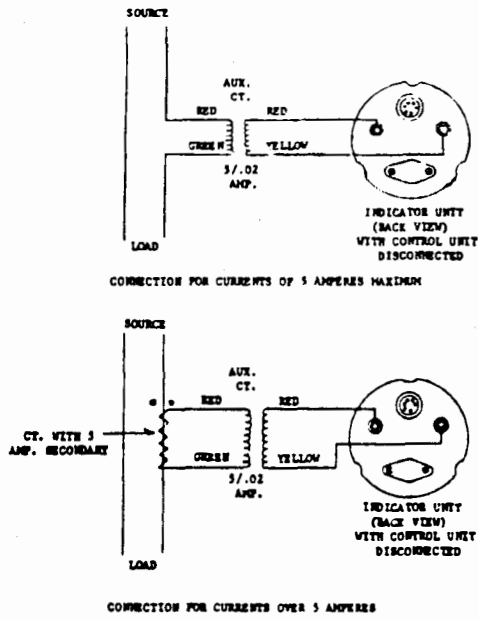 SOURCE
AUX.
CT.
RED
RED
GREEN
YELLOW
5/.02
AMP.
INDICATOR UNIT
(BACK VIEW)
WITH CONTROL UNIT
DISCONNECTED
LOAD
CONNECTION FOR CURRENTS OF 5 AMPERES MAXIMUM
SOURCE
AUX.
CT.
RED
RED
CT. WITH 5
AMP. SECONDARY
GREEN
YELLOW
5/.02
AMP.
INDICATOR UNIT
(BACK VIEW)
WITH CONTROL UNIT
DISCONNECTED
LOAD
CONNECTION FOR CURRENTS OVER 5 AMPERES